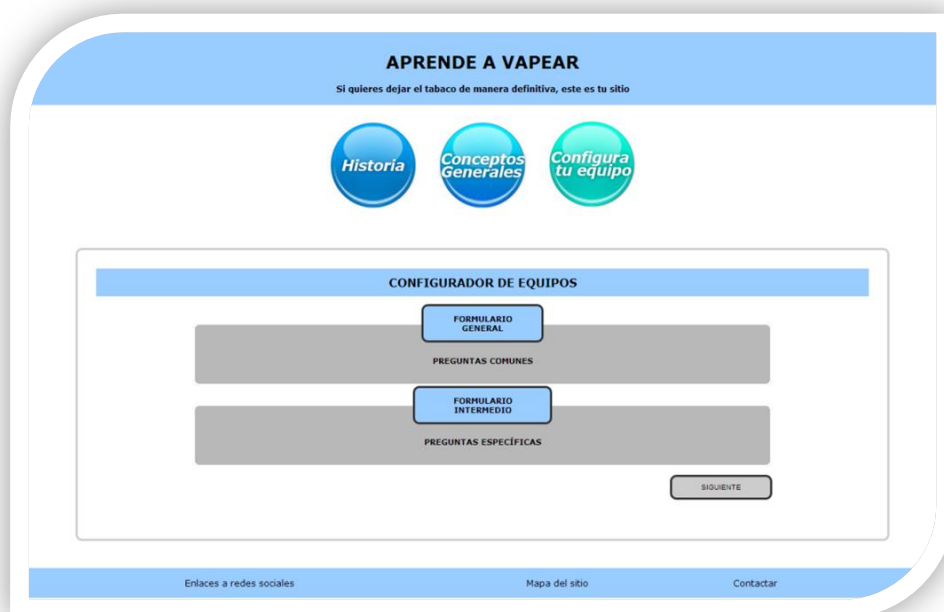 APRENDE A VAPEAR
Si quieres dejar el tabaco de manera definitiva, este es tu sitio
Historia
Conceptos
Generales
Configura
tu equipo
CONFIGURADOR DE EQUIPOS
FORMULARIO
GENERAL
PREGUNTAS COMUNES
FORMULARIO
INTERMEDIO
PREGUNTAS ESPECÍFICAS
SIGUIENTE
Enlaces a redes sociales
Mapa del sitio
Contactar